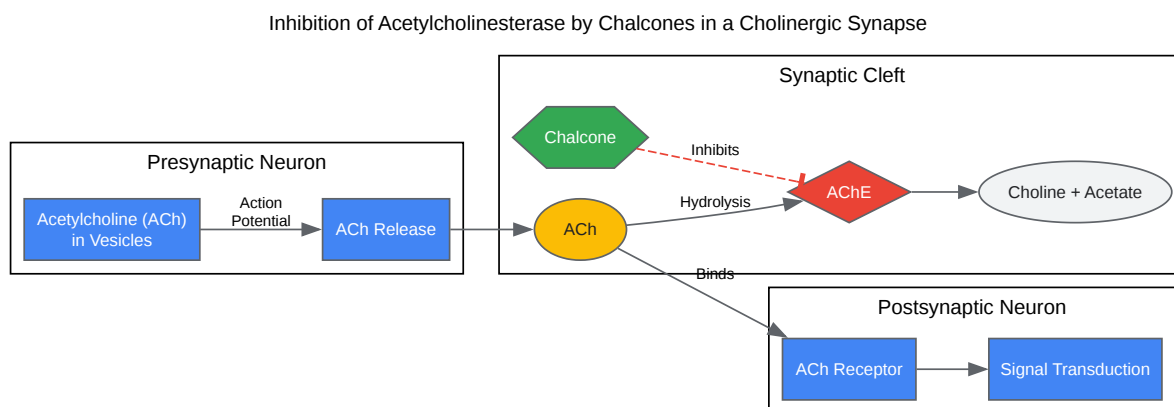 Inhibition of Acetylcholinesterase by Chalcones in a Cholinergic Synapse
Presynaptic Neuron
Acetylcholine (ACh)
in Vesicles
Action
Potential
ACh Release
Synaptic Cleft
Chalcone
Inhibits
ACh
Hydrolysis
AChE
Choline + Acetate
Binds
Postsynaptic Neuron
ACh Receptor
Signal Transduction